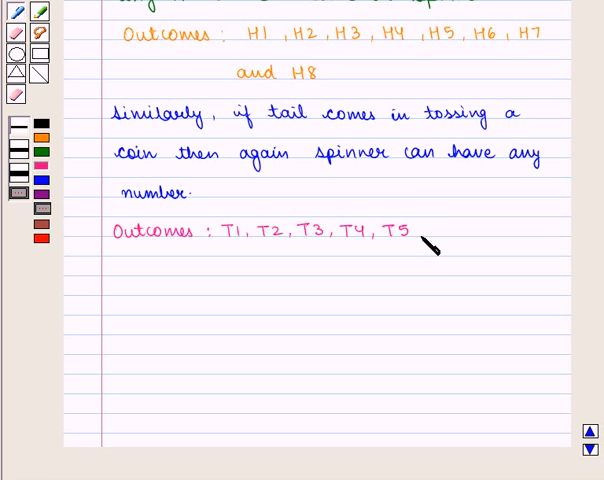 Outcomes : H1 , H2 , H3 , H4 , H5 , H6 , H7
and H8
Similarly, if tail comes in tossing a
coin then again spinner can have any
number.
Outcomes : T1, T2, T3, T4, T5